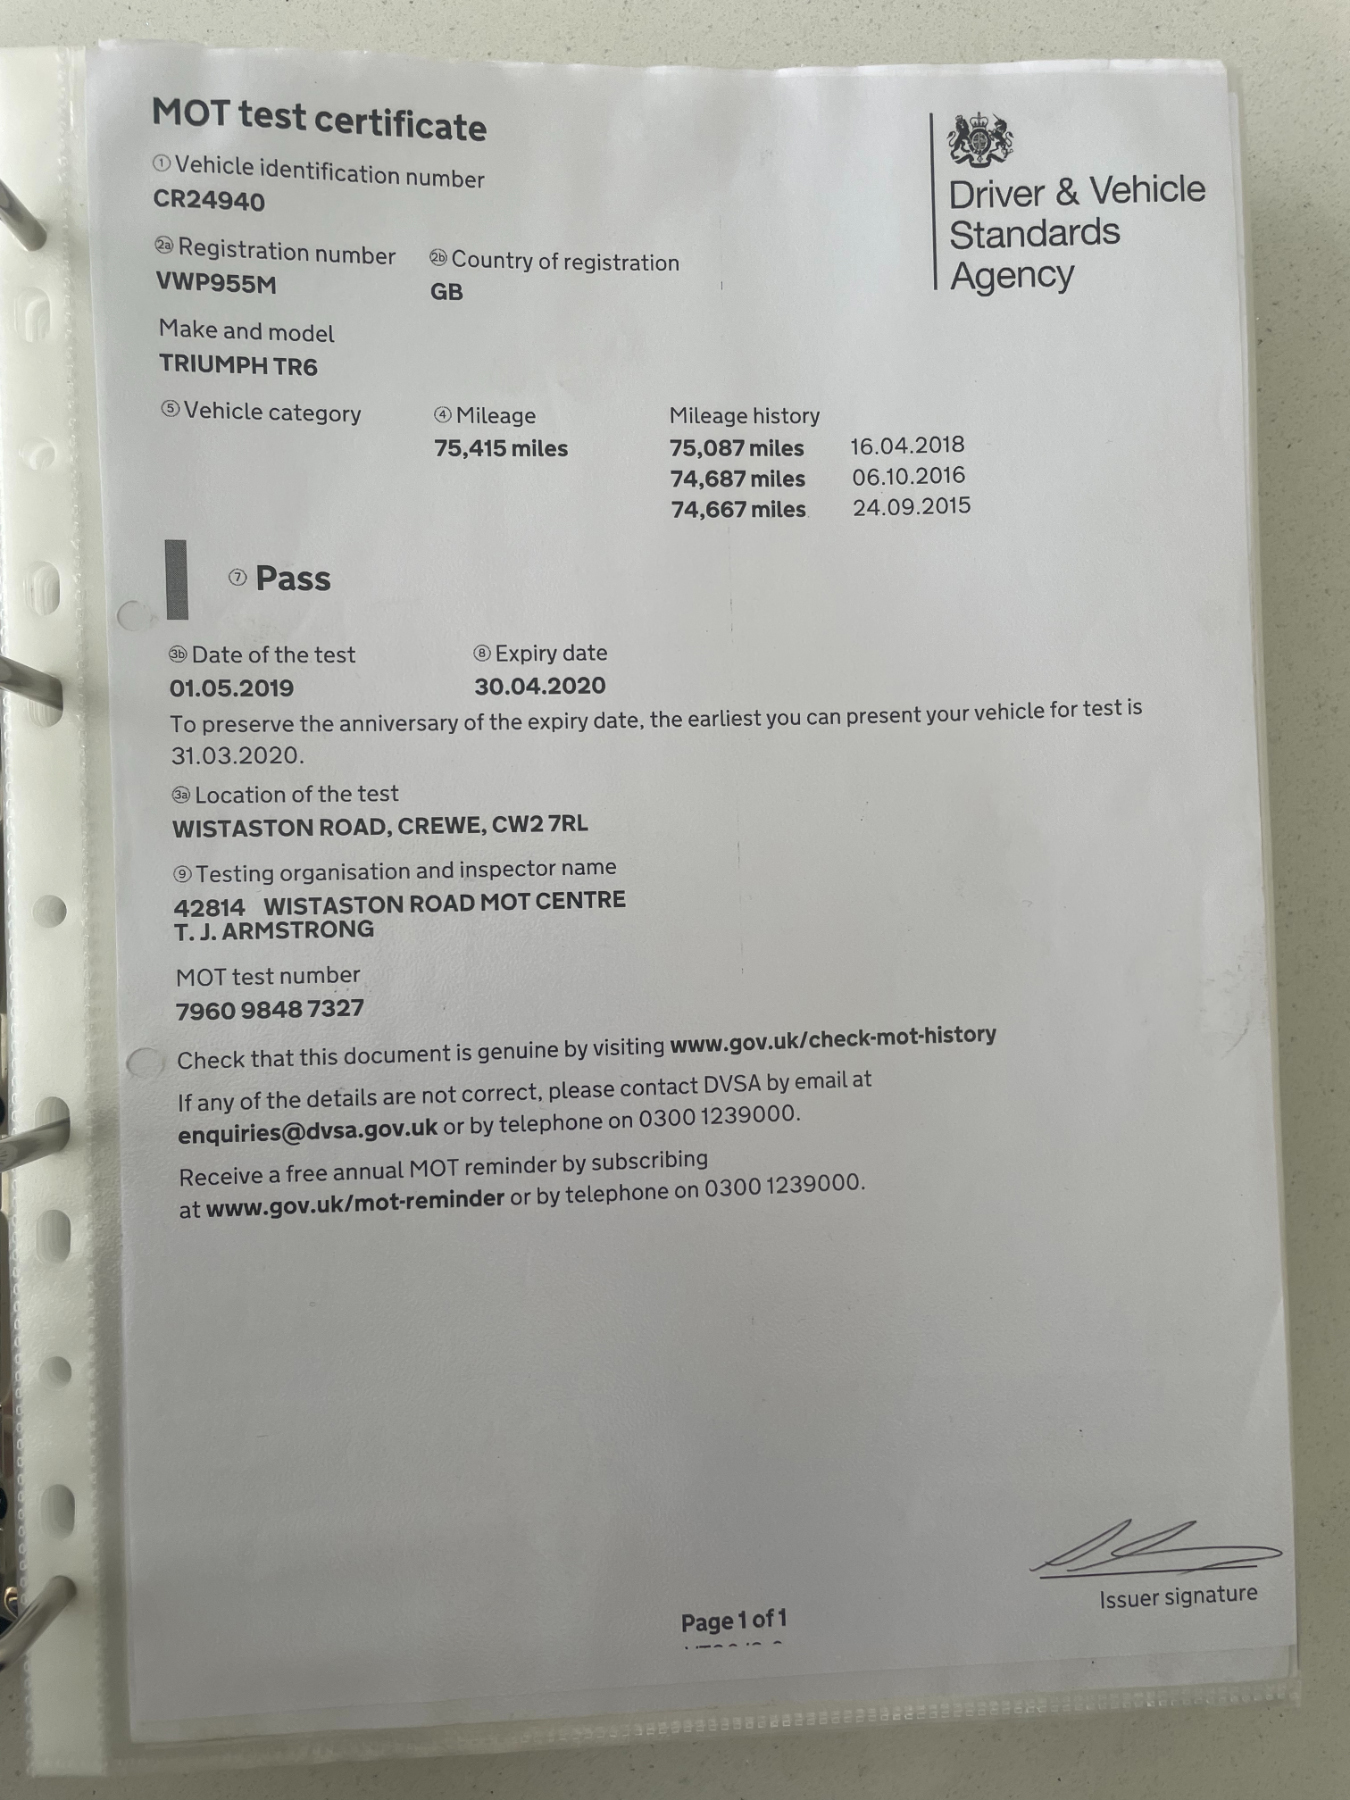 MOT test certificate
① Vehicle identification number
CR24940
2a Registration number
VWP955M
2b Country of registration
GB
Make and model
TRIUMPH TR6
⑤ Vehicle category
④ Mileage
75,415 miles
Mileage history
75,087 miles 16.04.2018
74,687 miles 06.10.2016
74,667 miles 24.09.2015
Driver & Vehicle
Standards
Agency
⑦ Pass
3b Date of the test
01.05.2019
⑧ Expiry date
30.04.2020
To preserve the anniversary of the expiry date, the earliest you can present your vehicle for test is
31.03.2020.
3a Location of the test
WISTASTON ROAD, CREWE, CW2 7RL
⑨ Testing organisation and inspector name
42814 WISTASTON ROAD MOT CENTRE
T. J. ARMSTRONG
MOT test number
7960 9848 7327
Check that this document is genuine by visiting www.gov.uk/check-mot-history
If any of the details are not correct, please contact DVSA by email at
enquiries@dvsa.gov.uk or by telephone on 0300 1239000.
Receive a free annual MOT reminder by subscribing
at www.gov.uk/mot-reminder or by telephone on 0300 1239000.
Issuer signature
Page 1 of 1